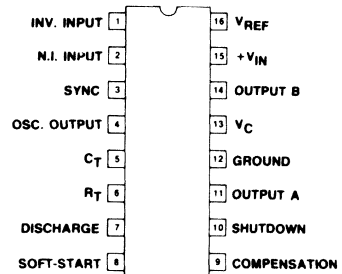 INV. INPUT 1
16 VREF
N.I. INPUT 2
15 +VIN
SYNC 3
14 OUTPUT B
OSC. OUTPUT 4
13 VC
CT 5
12 GROUND
RT 6
11 OUTPUT A
DISCHARGE 7
10 SHUTDOWN
SOFT-START 8
9 COMPENSATION